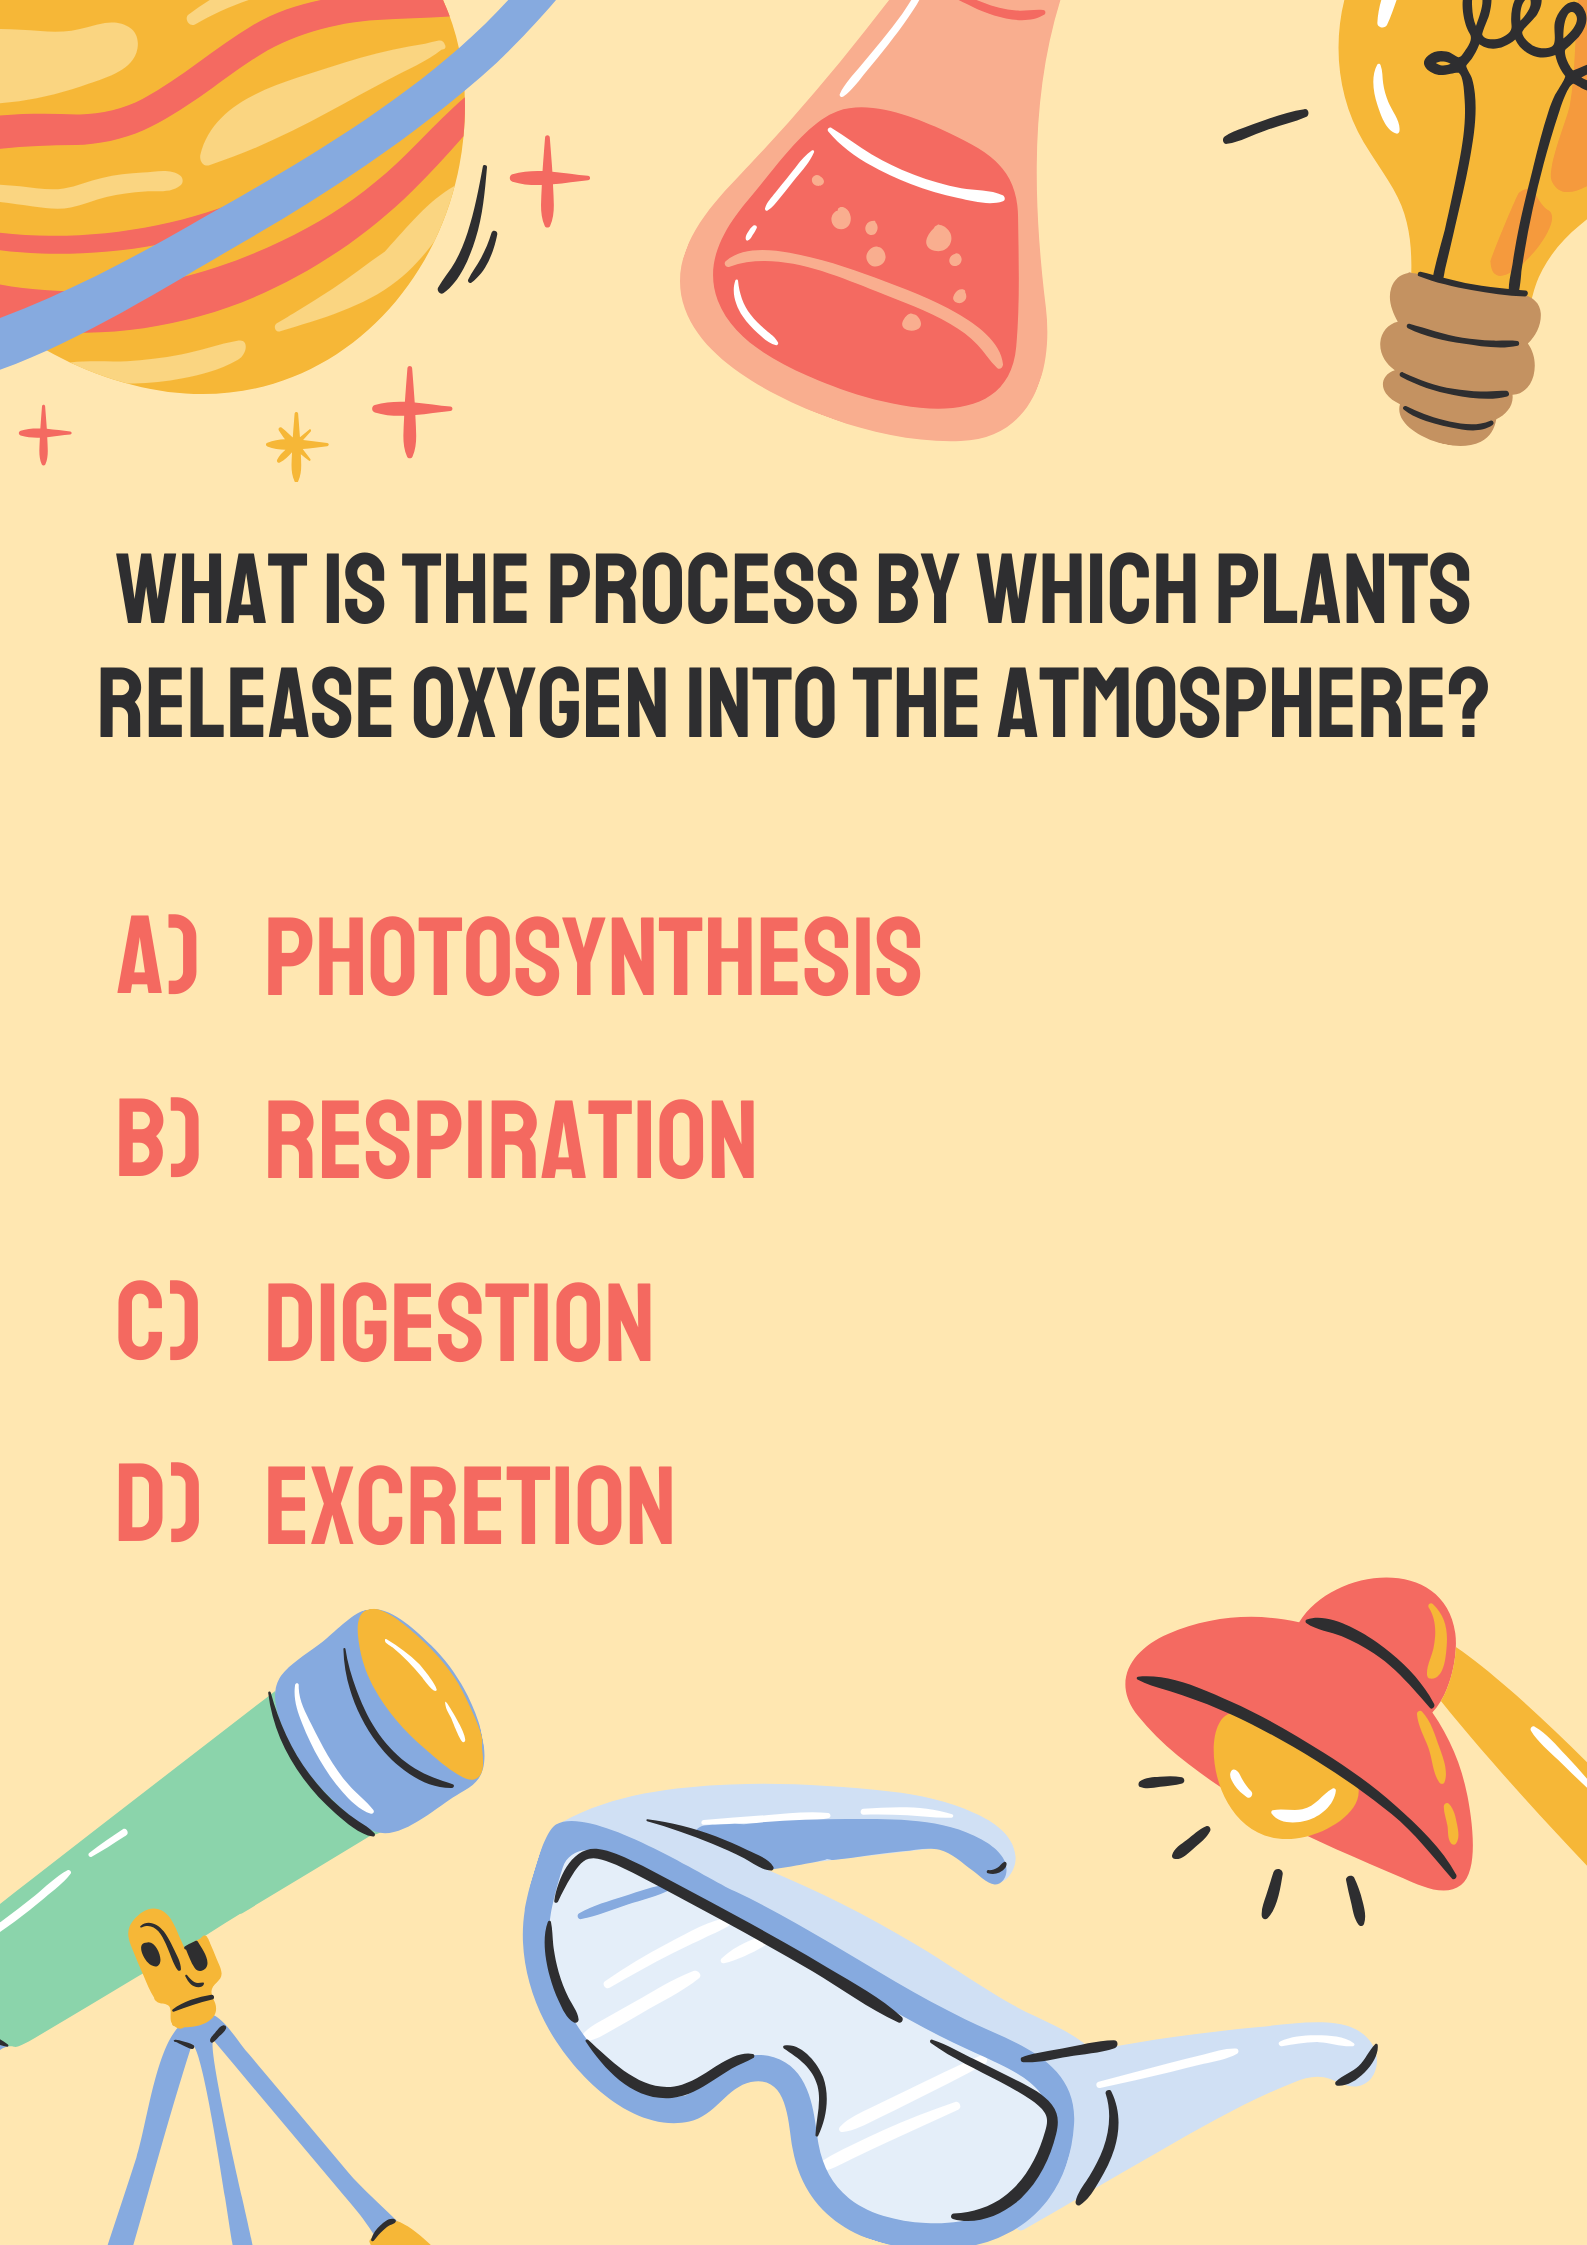 WHAT IS THE PROCESS BY WHICH PLANTS
RELEASE OXYGEN INTO THE ATMOSPHERE?
A) PHOTOSYNTHESIS
B) RESPIRATION
C) DIGESTION
D) EXCRETION